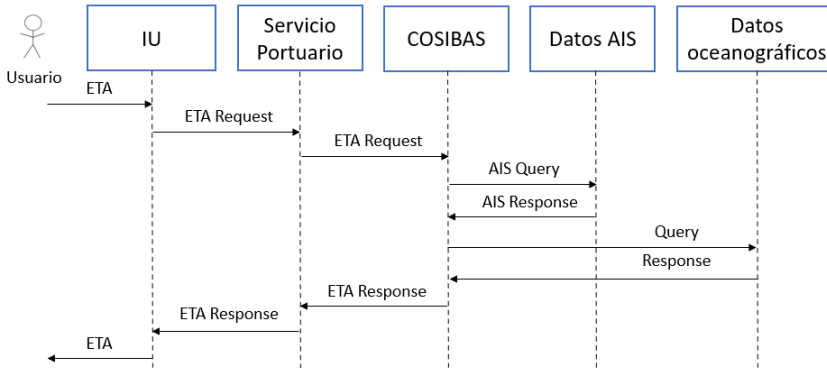 IU
Servicio
Portuario
COSIBAS
Datos AIS
Datos
oceanográficos
Usuario
ETA
ETA Request
ETA Request
AIS Query
AIS Response
Query
Response
ETA Response
ETA Response
ETA